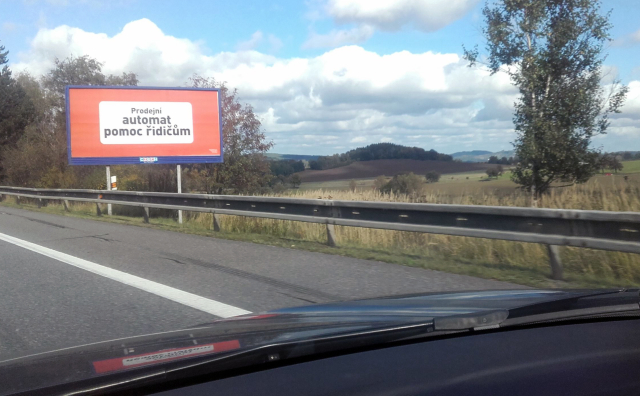 Prodejní
automat
pomoc řidičům